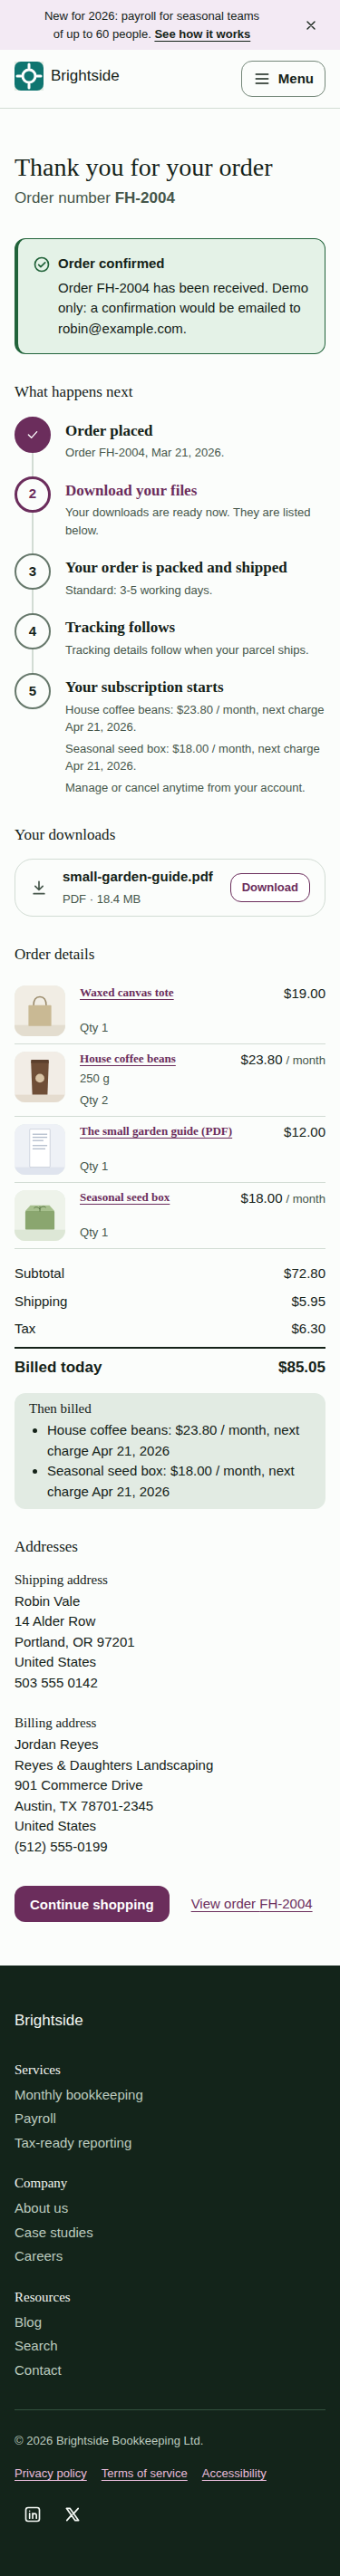 New for 2026: payroll for seasonal teams
of up to 60 people. See how it works
Brightside
Menu
Thank you for your order
Order number FH-2004
Order confirmed
Order FH-2004 has been received. Demo
only: a confirmation would be emailed to
robin@example.com.
What happens next
Order placed
Order FH-2004, Mar 21, 2026.
2
Download your files
Your downloads are ready now. They are listed
below.
3
Your order is packed and shipped
Standard: 3-5 working days.
4
Tracking follows
Tracking details follow when your parcel ships.
5
Your subscription starts
House coffee beans: $23.80 / month, next charge
Apr 21, 2026.
Seasonal seed box: $18.00 / month, next charge
Apr 21, 2026.
Manage or cancel anytime from your account.
Your downloads
small-garden-guide.pdf
PDF · 18.4 MB
Download
Order details
Waxed canvas tote
$19.00
Qty 1
House coffee beans
$23.80 / month
250 g
Qty 2
The small garden guide (PDF)
$12.00
Qty 1
Seasonal seed box
$18.00 / month
Qty 1
Subtotal $72.80
Shipping $5.95
Tax $6.30
Billed today $85.05
Then billed
• House coffee beans: $23.80 / month, next
charge Apr 21, 2026
• Seasonal seed box: $18.00 / month, next
charge Apr 21, 2026
Addresses
Shipping address
Robin Vale
14 Alder Row
Portland, OR 97201
United States
503 555 0142
Billing address
Jordan Reyes
Reyes & Daughters Landscaping
901 Commerce Drive
Austin, TX 78701-2345
United States
(512) 555-0199
Continue shopping
View order FH-2004
Brightside
Services
Monthly bookkeeping
Payroll
Tax-ready reporting
Company
About us
Case studies
Careers
Resources
Blog
Search
Contact
© 2026 Brightside Bookkeeping Ltd.
Privacy policy Terms of service Accessibility